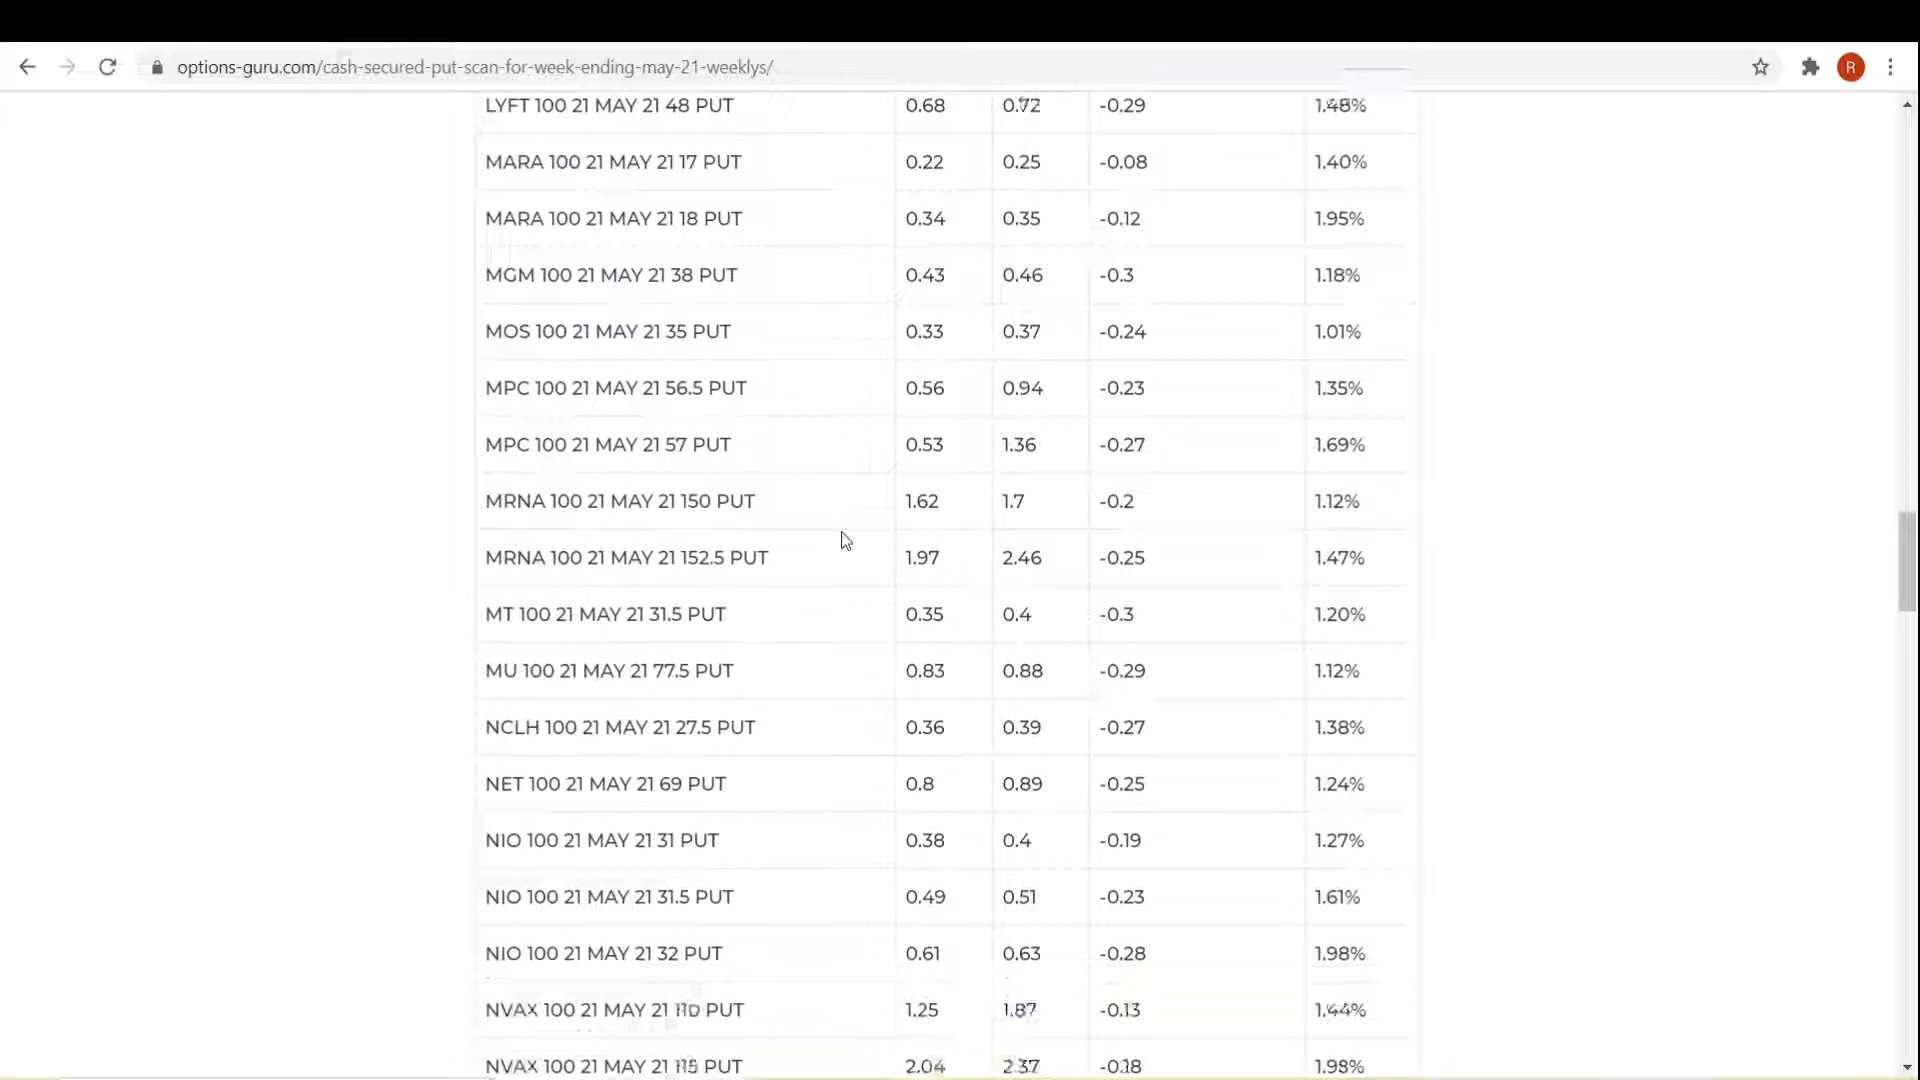 options-guru.com/cash-secured-put-scan-for-week-ending-may-21-weeklys/
R
LYFT 100 21 MAY 21 48 PUT 0.68 0.72 -0.29 1.48%
MARA 100 21 MAY 21 17 PUT 0.22 0.25 -0.08 1.40%
MARA 100 21 MAY 21 18 PUT 0.34 0.35 -0.12 1.95%
MGM 100 21 MAY 21 38 PUT 0.43 0.46 -0.3 1.18%
MOS 100 21 MAY 21 35 PUT 0.33 0.37 -0.24 1.01%
MPC 100 21 MAY 21 56.5 PUT 0.56 0.94 -0.23 1.35%
MPC 100 21 MAY 21 57 PUT 0.53 1.36 -0.27 1.69%
MRNA 100 21 MAY 21 150 PUT 1.62 1.7 -0.2 1.12%
MRNA 100 21 MAY 21 152.5 PUT 1.97 2.46 -0.25 1.47%
MT 100 21 MAY 21 31.5 PUT 0.35 0.4 -0.3 1.20%
MU 100 21 MAY 21 77.5 PUT 0.83 0.88 -0.29 1.12%
NCLH 100 21 MAY 21 27.5 PUT 0.36 0.39 -0.27 1.38%
NET 100 21 MAY 21 69 PUT 0.8 0.89 -0.25 1.24%
NIO 100 21 MAY 21 31 PUT 0.38 0.4 -0.19 1.27%
NIO 100 21 MAY 21 31.5 PUT 0.49 0.51 -0.23 1.61%
NIO 100 21 MAY 21 32 PUT 0.61 0.63 -0.28 1.98%
NVAX 100 21 MAY 21 110 PUT 1.25 1.87 -0.13 1.44%
NVAX 100 21 MAY 21 115 PUT 2.04 2.37 -0.18 1.98%